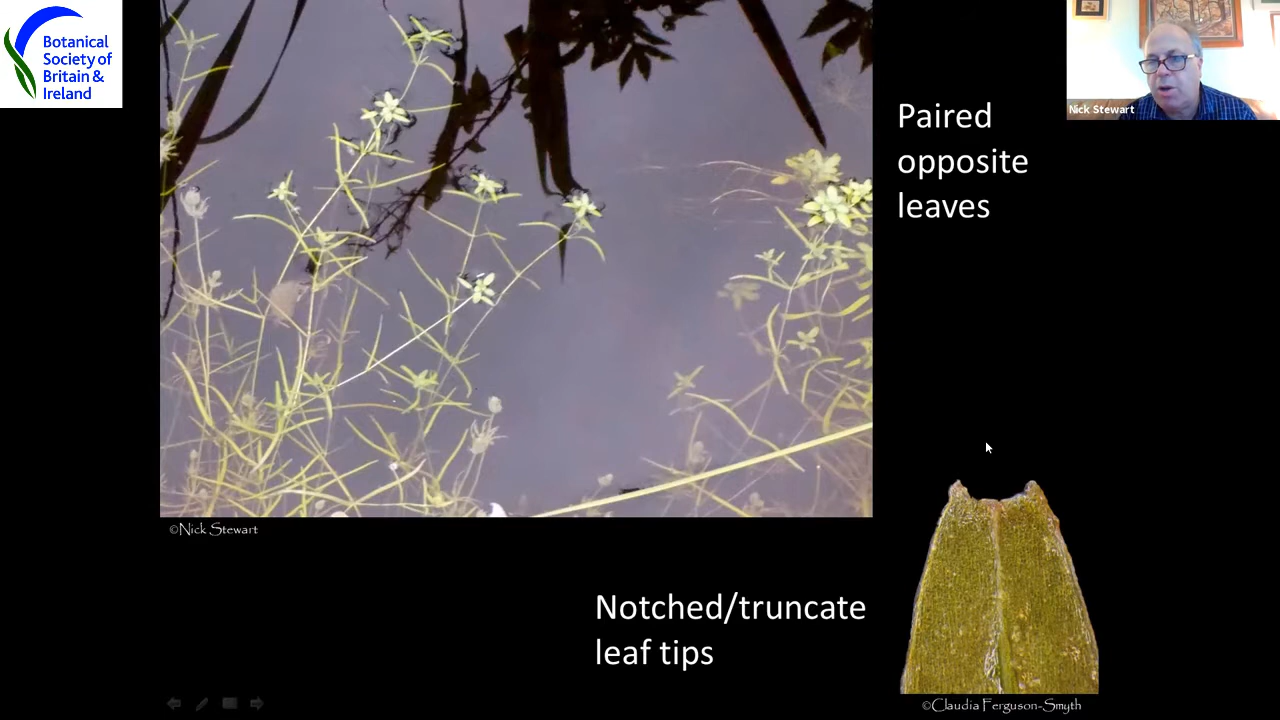 Botanical
Society of
Britain &
Ireland
Nick Stewart
Paired
opposite
leaves
©Nick Stewart
Notched/truncate
leaf tips
©Claudia Ferguson-Smyth